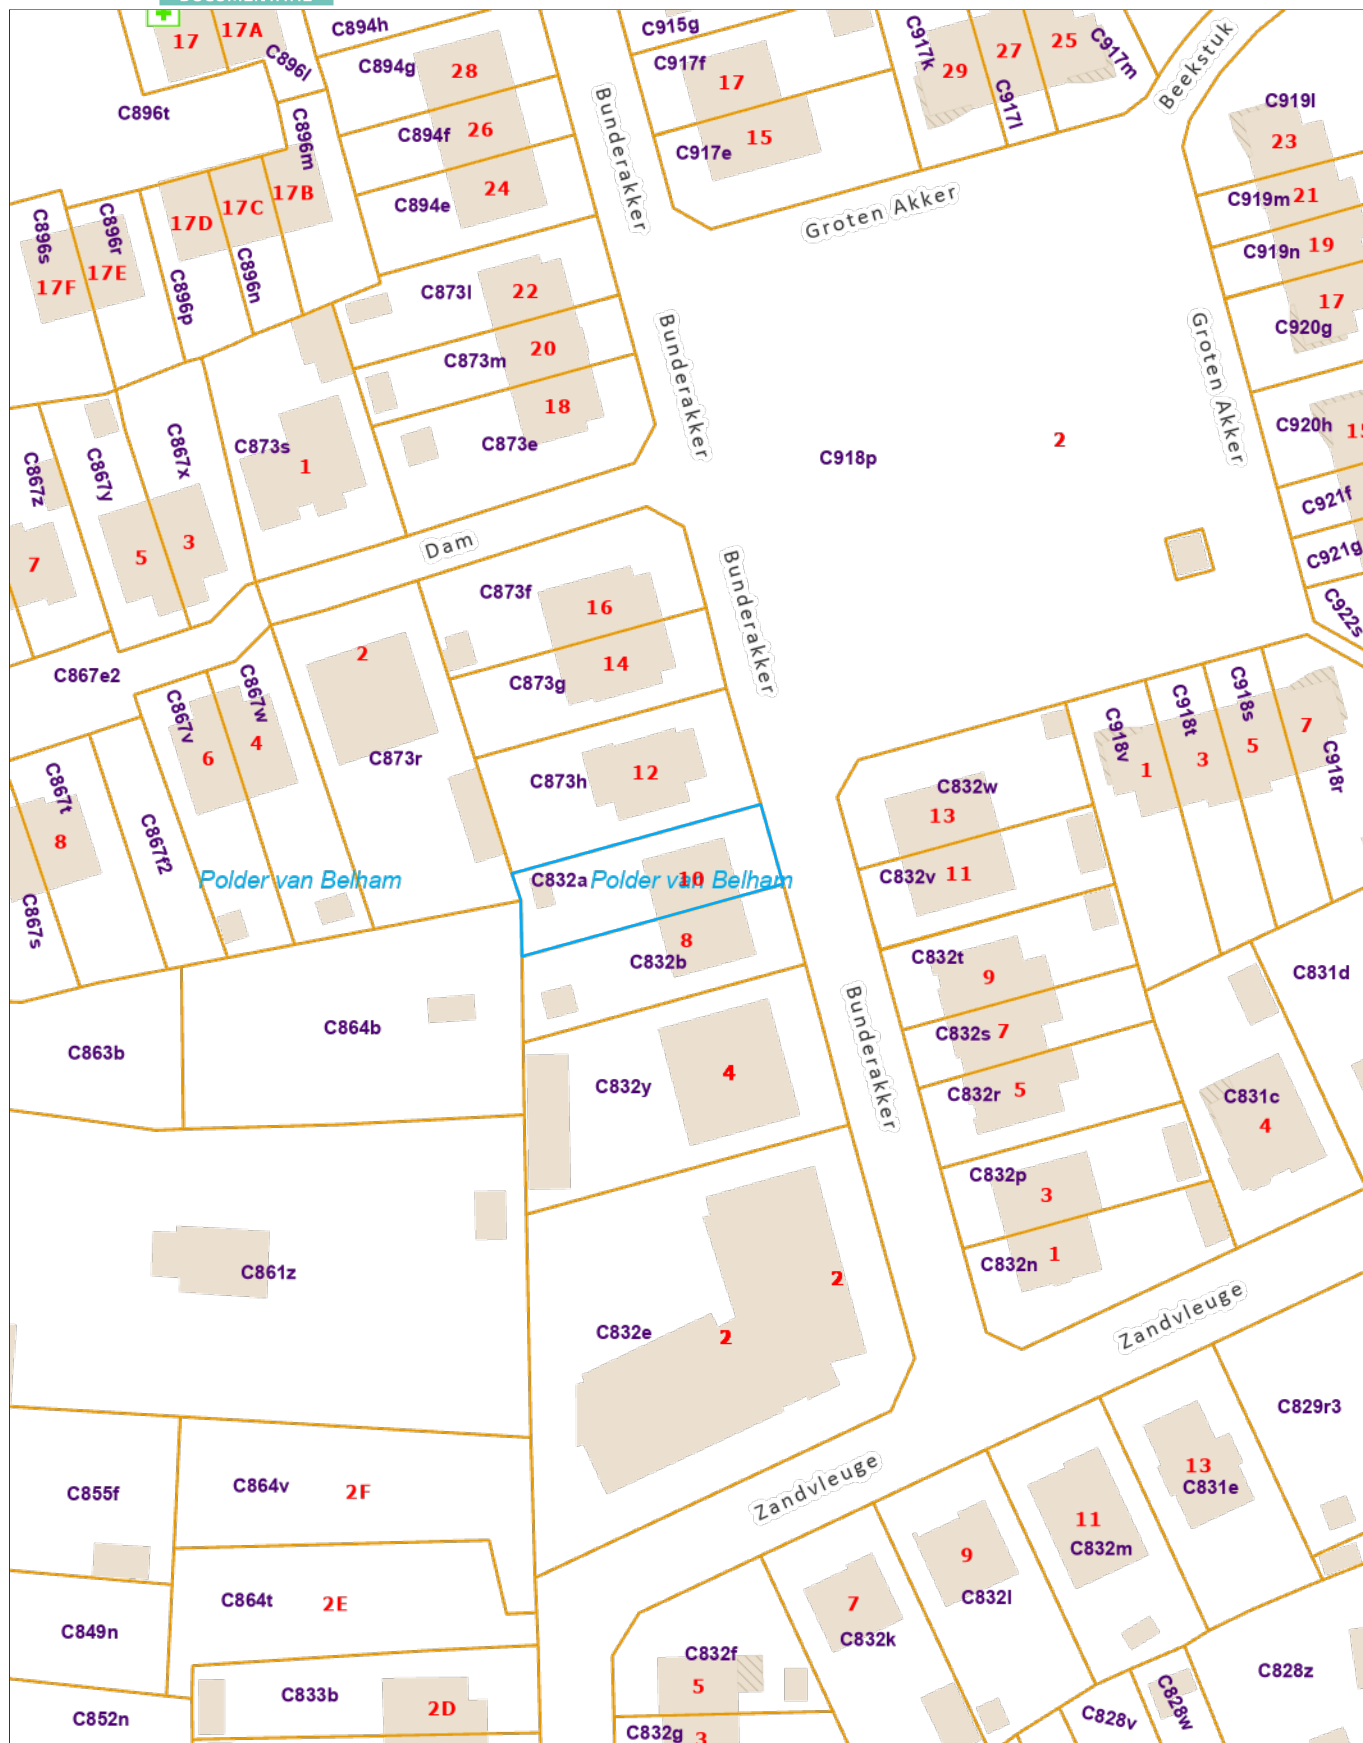 17
17A
C896l
C894h
C915g
C917k
27
25
C917m
Beekstuk
C894g
28
C917f
17
29
C917l
C896t
C896m
C894f
26
Bunderakker
C917e
15
C919l
23
17B
17C
17D
C894e
24
Groten Akker
C919m
21
C896s
C896r
17F
17E
C896p
C896n
C919n
19
C873l
22
17
C920g
C873m
20
Bunderakker
Groten Akker
C873e
18
C867z
C867y
C867x
C873s
1
C918p
2
C920h
15
C921f
7
5
3
Dam
C921g
C873f
16
Bunderakker
C922s
C867e2
2
C873g
14
C867v
C867w
6
4
C873r
C873h
12
C918v
C918t
C918s
C918r
1
3
5
7
C832w
13
C867t
8
C867f2
C867s
Polder van Belham
C832a
Polder van Belham
10
C832v
11
C832b
8
C832t
9
C831d
C863b
C864b
C832y
4
Bunderakker
C832s
7
C832r
5
C831c
4
C832p
3
C832n
1
C861z
2
C832e
2
Zandvleuge
C829r3
C855f
C864v
2F
Zandvleuge
13
C831e
11
C832m
9
C832l
C864t
2E
7
C832k
C849n
C832f
5
C833b
2D
C828z
C852n
C832g
3
C828v
C828w